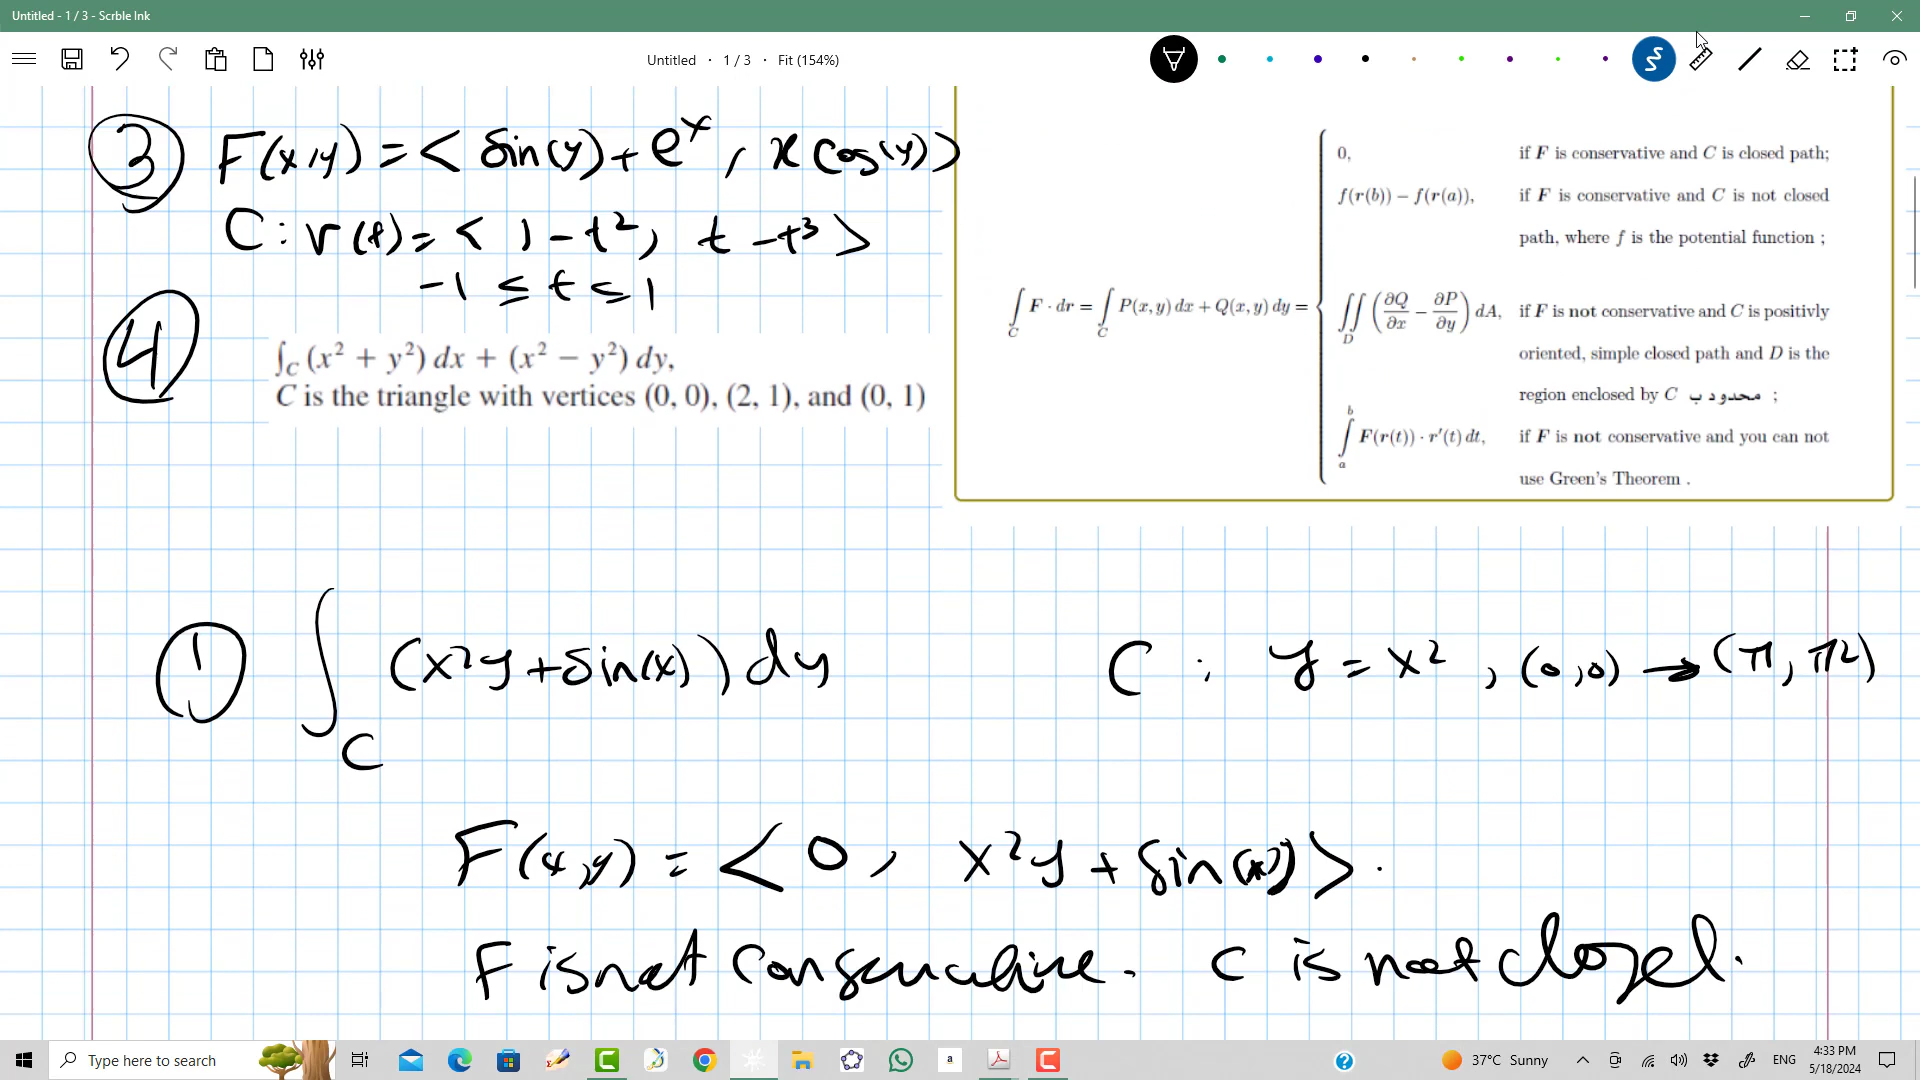 Untitled - 1 / 3 - Scrble Ink
Untitled · 1 / 3 · Fit (154%)
③ F(x,y) = < sin(y) + e^x , x cos(y) >
C : r(t) = < 1 - t², t - t³ >
-1 ≤ t ≤ 1
④
∫_C (x² + y²) dx + (x² − y²) dy,
C is the triangle with vertices (0, 0), (2, 1), and (0, 1)
0, if F is conservative and C is closed path;
f(r(b)) − f(r(a)), if F is conservative and C is not closed
path, where f is the potential function ;
∫_C F · dr = ∫_C P(x, y) dx + Q(x, y) dy =
∬_D (∂Q/∂x − ∂P/∂y) dA, if F is not conservative and C is positivly
oriented, simple closed path and D is the
region enclosed by C محدود ب ;
∫_a^b F(r(t)) · r′(t) dt, if F is not conservative and you can not
use Green's Theorem .
① ∫_C (x²y + sin(x)) dy C : y = x² , (0,0) → (π, π²)
F(x,y) = < 0 , x²y + sin(x) > .
F is not conservative . C is not closed .
Type here to search
a
37°C Sunny
ENG
4:33 PM
5/18/2024